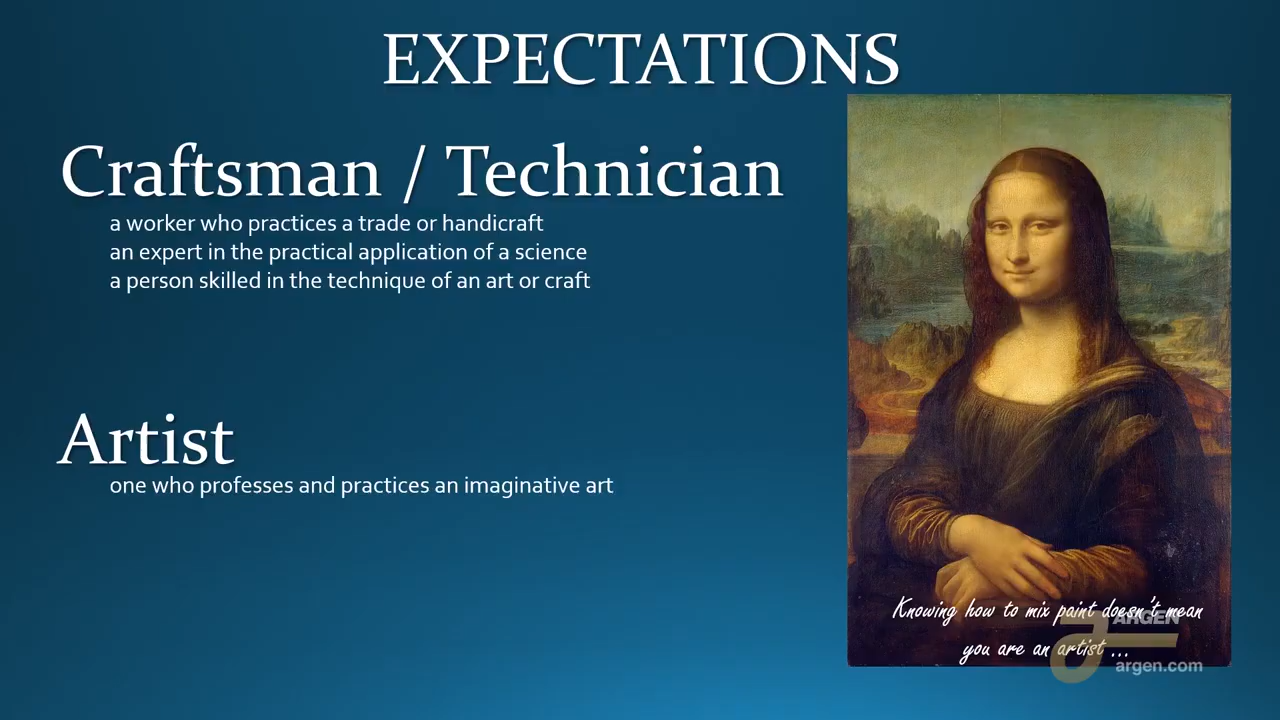 EXPECTATIONS
Craftsman / Technician
a worker who practices a trade or handicraft
an expert in the practical application of a science
a person skilled in the technique of an art or craft
Artist
one who professes and practices an imaginative art
Knowing how to mix paint doesn't mean
you are an artist ...
ARGEN
argen.com